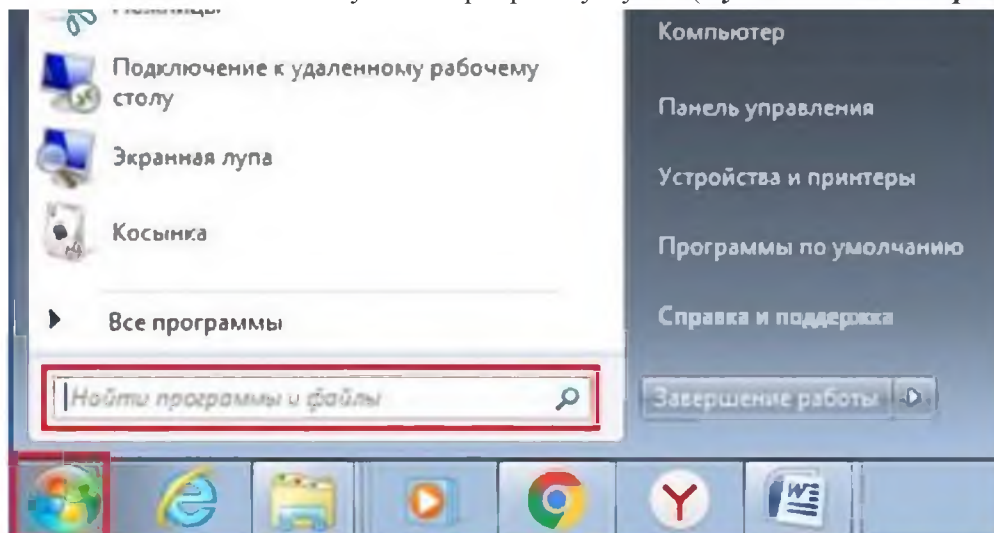 Ножницы
Подключение к удаленному рабочему
столу
Экранная лупа
Косынка
Все программы
Найти программы и файлы
Компьютер
Панель управления
Устройства и принтеры
Программы по умолчанию
Справка и поддержка
Завершение работы